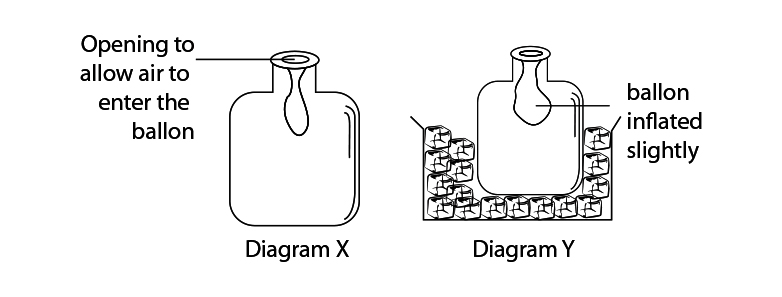 Opening to
allow air to
enter the
ballon
ballon
inflated
slightly
Diagram X
Diagram Y